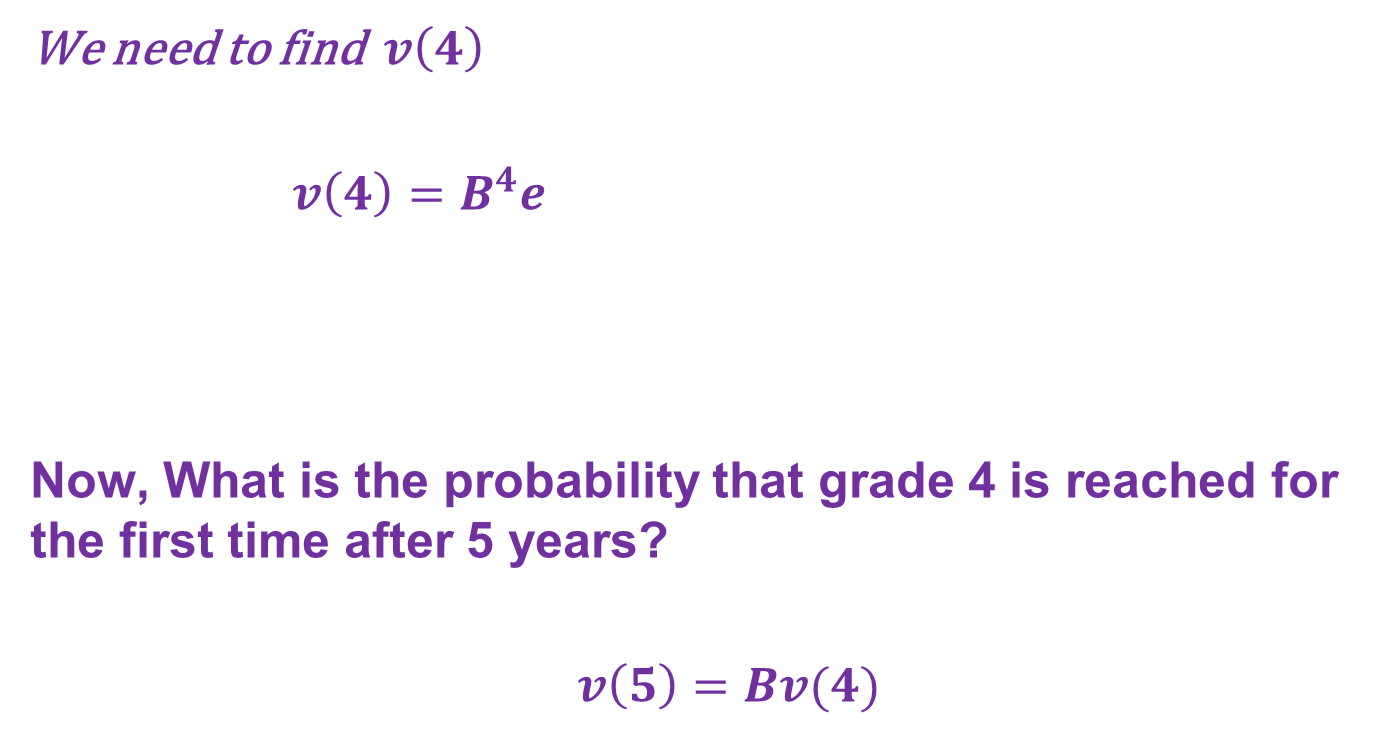 We need to find v(4)
v(4) = B⁴e
Now, What is the probability that grade 4 is reached for
the first time after 5 years?
v(5) = Bv(4)